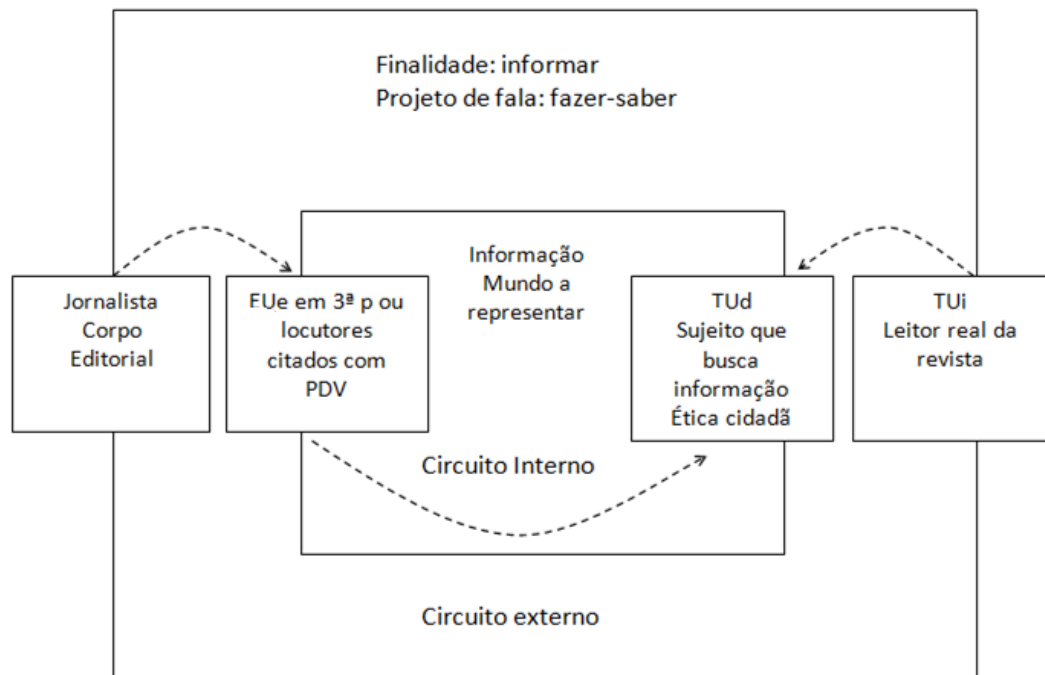 Finalidade: informar
Projeto de fala: fazer-saber
Informação
Mundo a
representar
Jornalista
Corpo
Editorial
EUe em 3ª p ou
locutores
citados com
PDV
TUd
Sujeito que
busca
informação
Ética cidadã
TUi
Leitor real da
revista
Circuito Interno
Circuito externo